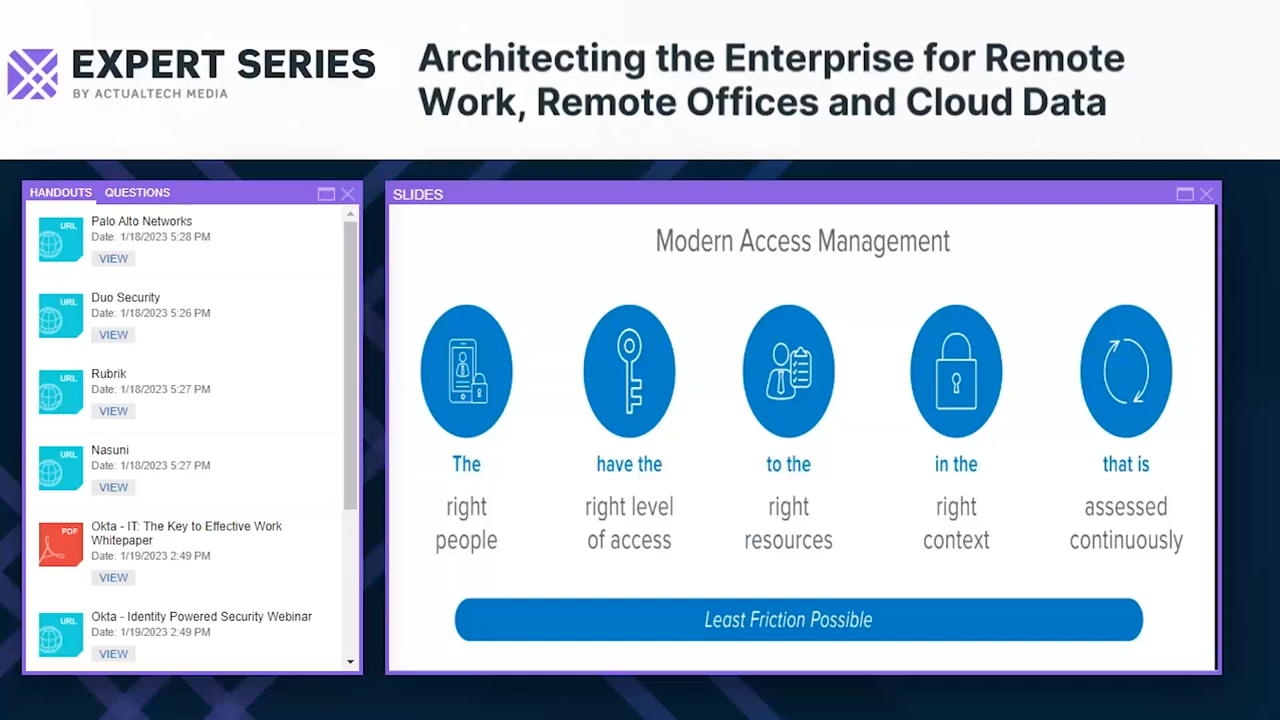 EXPERT SERIES
BY ACTUALTECH MEDIA
Architecting the Enterprise for Remote
Work, Remote Offices and Cloud Data
HANDOUTS QUESTIONS
URL
Palo Alto Networks
Date: 1/18/2023 5:28 PM
VIEW
URL
Duo Security
Date: 1/18/2023 5:26 PM
VIEW
URL
Rubrik
Date: 1/18/2023 5:27 PM
VIEW
URL
Nasuni
Date: 1/18/2023 5:27 PM
VIEW
PDF
Okta - IT: The Key to Effective Work
Whitepaper
Date: 1/19/2023 2:49 PM
VIEW
URL
Okta - Identity Powered Security Webinar
Date: 1/19/2023 2:49 PM
VIEW
SLIDES
Modern Access Management
The
right
people
have the
right level
of access
to the
right
resources
in the
right
context
that is
assessed
continuously
Least Friction Possible